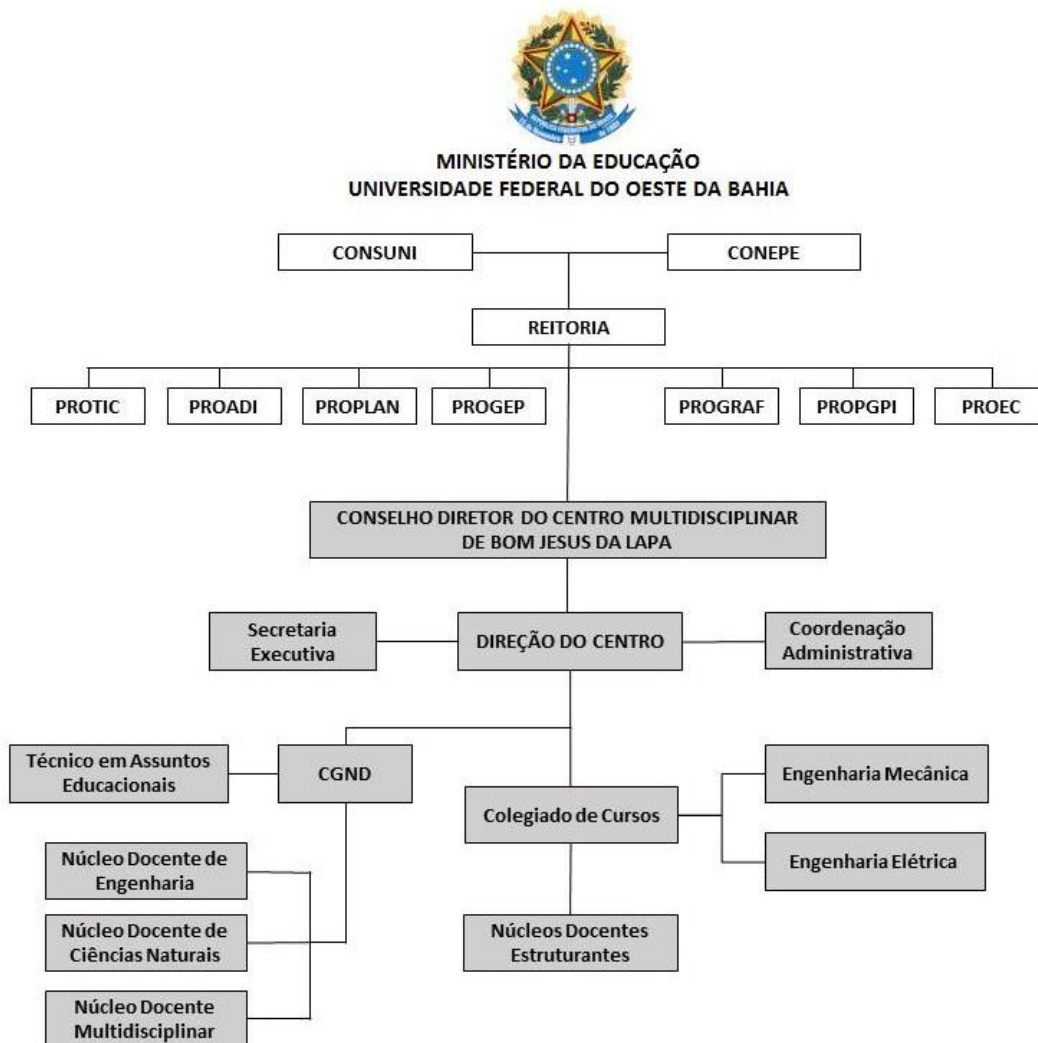 MINISTÉRIO DA EDUCAÇÃO
UNIVERSIDADE FEDERAL DO OESTE DA BAHIA
CONSUNI
CONEPE
REITORIA
PROTIC
PROADI
PROPLAN
PROGEP
PROGRAF
PROPGPI
PROEC
CONSELHO DIRETOR DO CENTRO MULTIDISCIPLINAR
DE BOM JESUS DA LAPA
Secretaria
Executiva
DIREÇÃO DO CENTRO
Coordenação
Administrativa
Técnico em Assuntos
Educacionais
CGND
Colegiado de Cursos
Engenharia Mecânica
Engenharia Elétrica
Núcleo Docente de
Engenharia
Núcleo Docente de
Ciências Naturais
Núcleo Docente
Multidisciplinar
Núcleos Docentes
Estruturantes